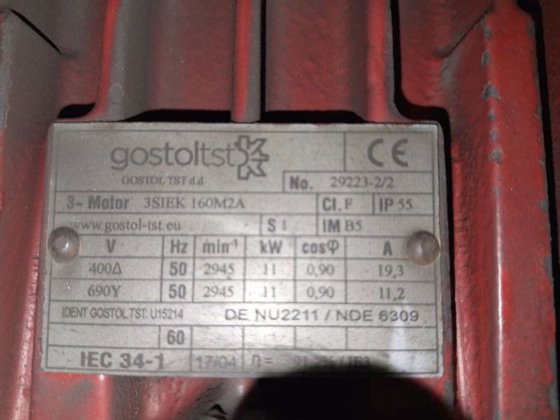 gostoltst
GOSTOL TST d.d.
CE
No. 29223-2/2
3~ Motor 3SIEK 160M2A Cl. F IP 55
www.gostol-tst.eu S 1 IM B5
V Hz min⁻¹ kW cosφ A
400Δ 50 2945 11 0,90 19,3
690Y 50 2945 11 0,90 11,2
IDENT GOSTOL TST: U15214 DE NU2211 / NDE 6309
60
IEC 34-1 17/04 η =